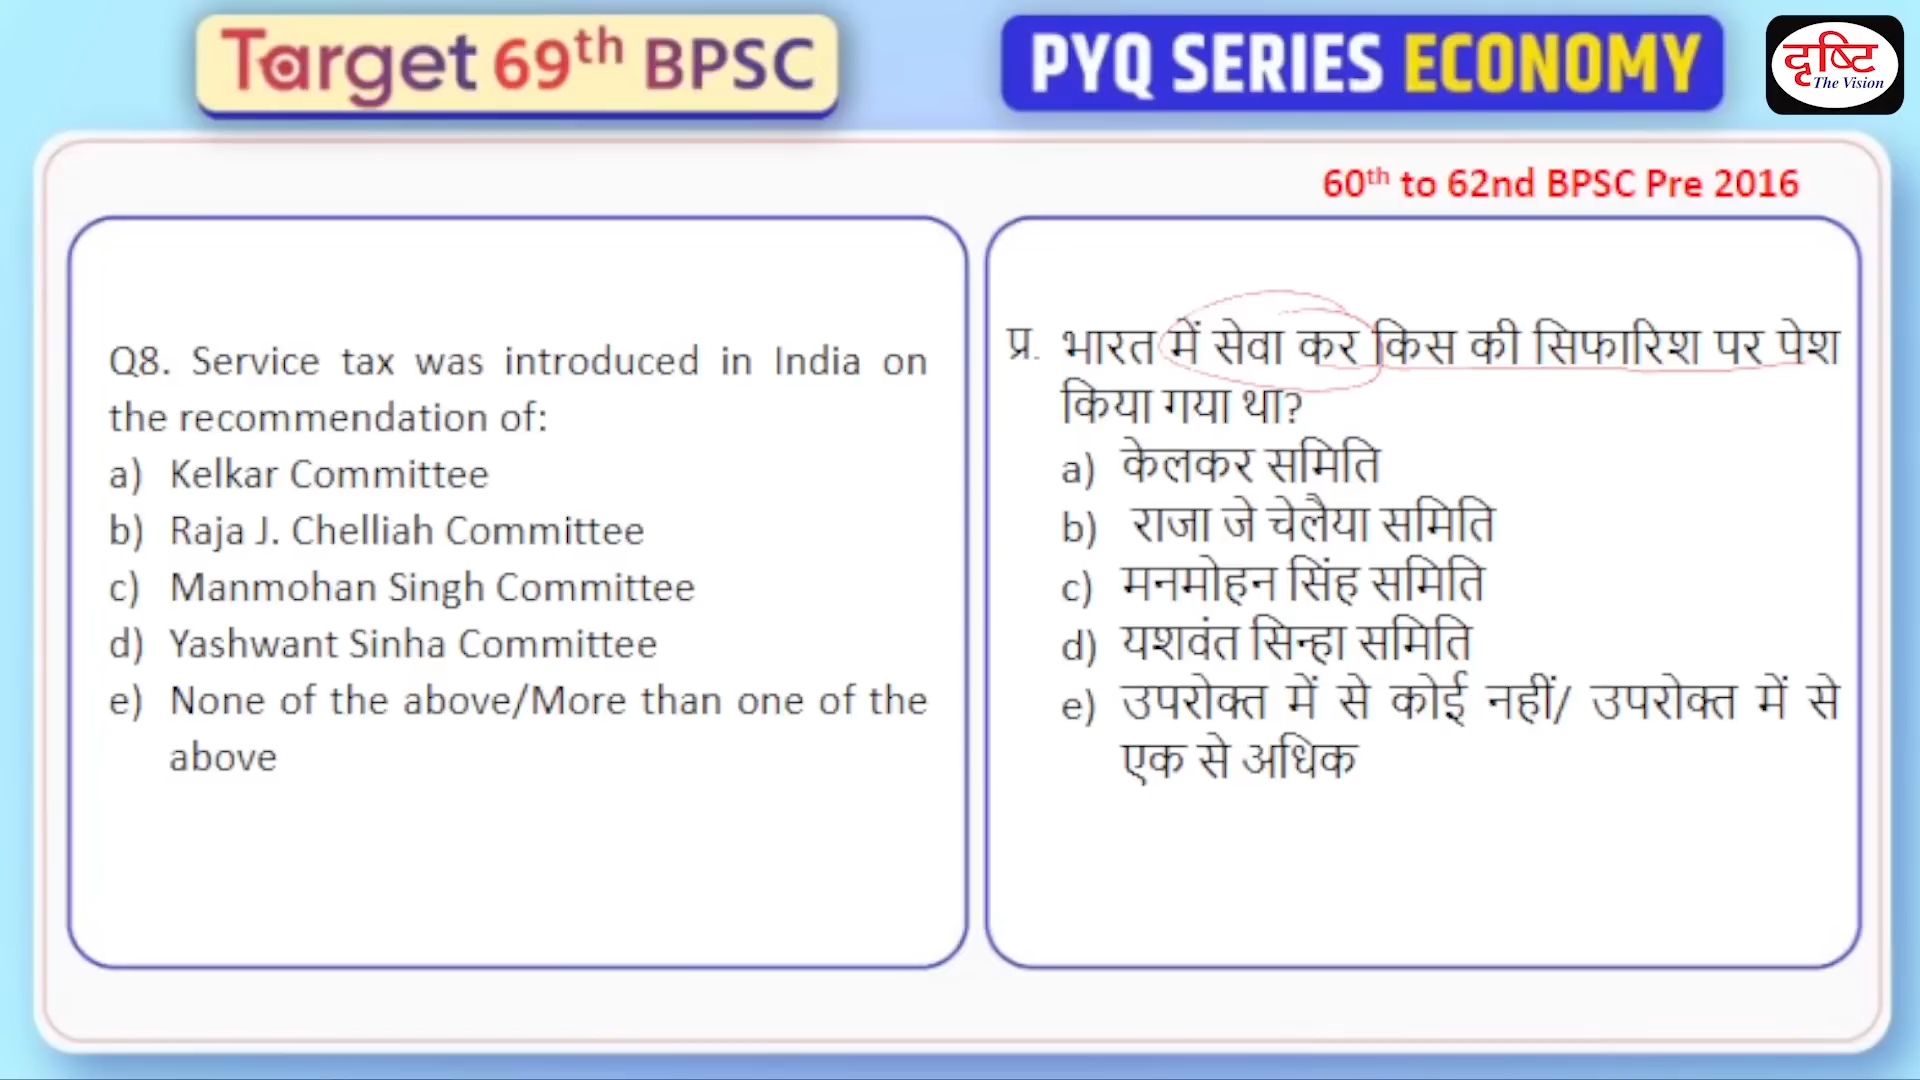 Target 69th BPSC
PYQ SERIES ECONOMY
दृष्टि
The Vision
60th to 62nd BPSC Pre 2016
Q8. Service tax was introduced in India on
the recommendation of:
a) Kelkar Committee
b) Raja J. Chelliah Committee
c) Manmohan Singh Committee
d) Yashwant Sinha Committee
e) None of the above/More than one of the
above
प्र. भारत में सेवा कर किस की सिफारिश पर पेश
किया गया था?
a) केलकर समिति
b) राजा जे चेलैया समिति
c) मनमोहन सिंह समिति
d) यशवंत सिन्हा समिति
e) उपरोक्त में से कोई नहीं/ उपरोक्त में से
एक से अधिक